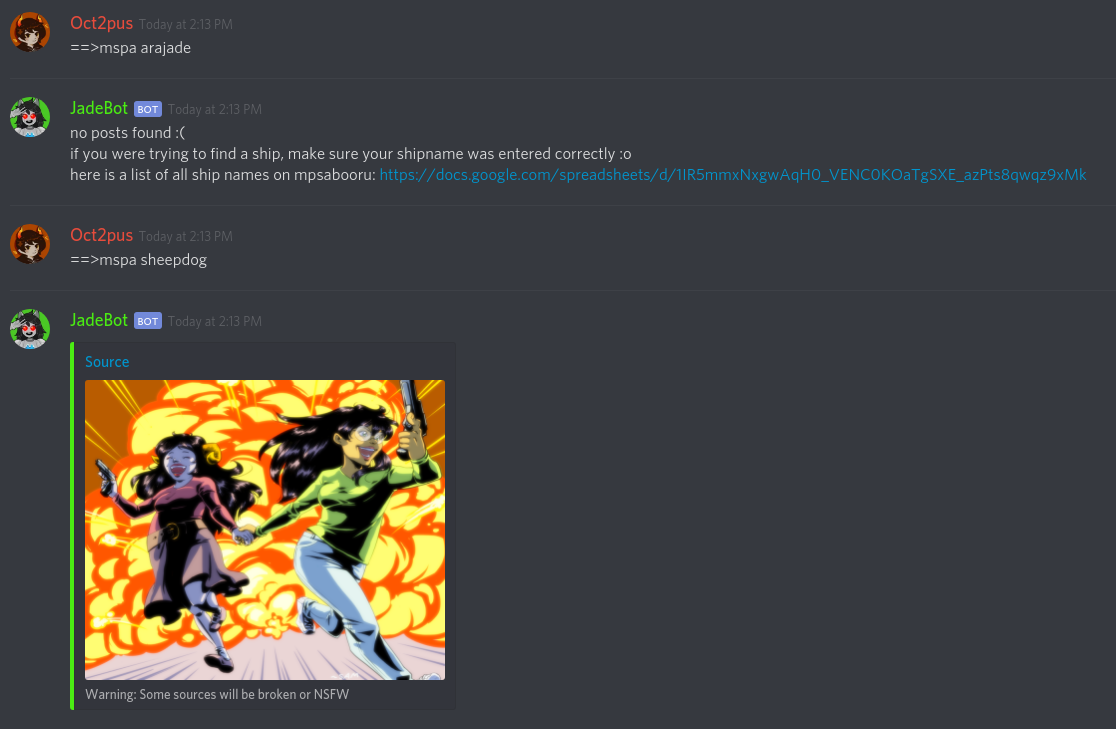 Oct2pus Today at 2:13 PM
==>mspa arajade
JadeBot BOT Today at 2:13 PM
no posts found :(
if you were trying to find a ship, make sure your shipname was entered correctly :o
here is a list of all ship names on mpsabooru: https://docs.google.com/spreadsheets/d/1IR5mmxNxgwAqH0_VENC0KOaTgSXE_azPts8qwqz9xMk
Oct2pus Today at 2:13 PM
==>mspa sheepdog
JadeBot BOT Today at 2:13 PM
Source
Warning: Some sources will be broken or NSFW